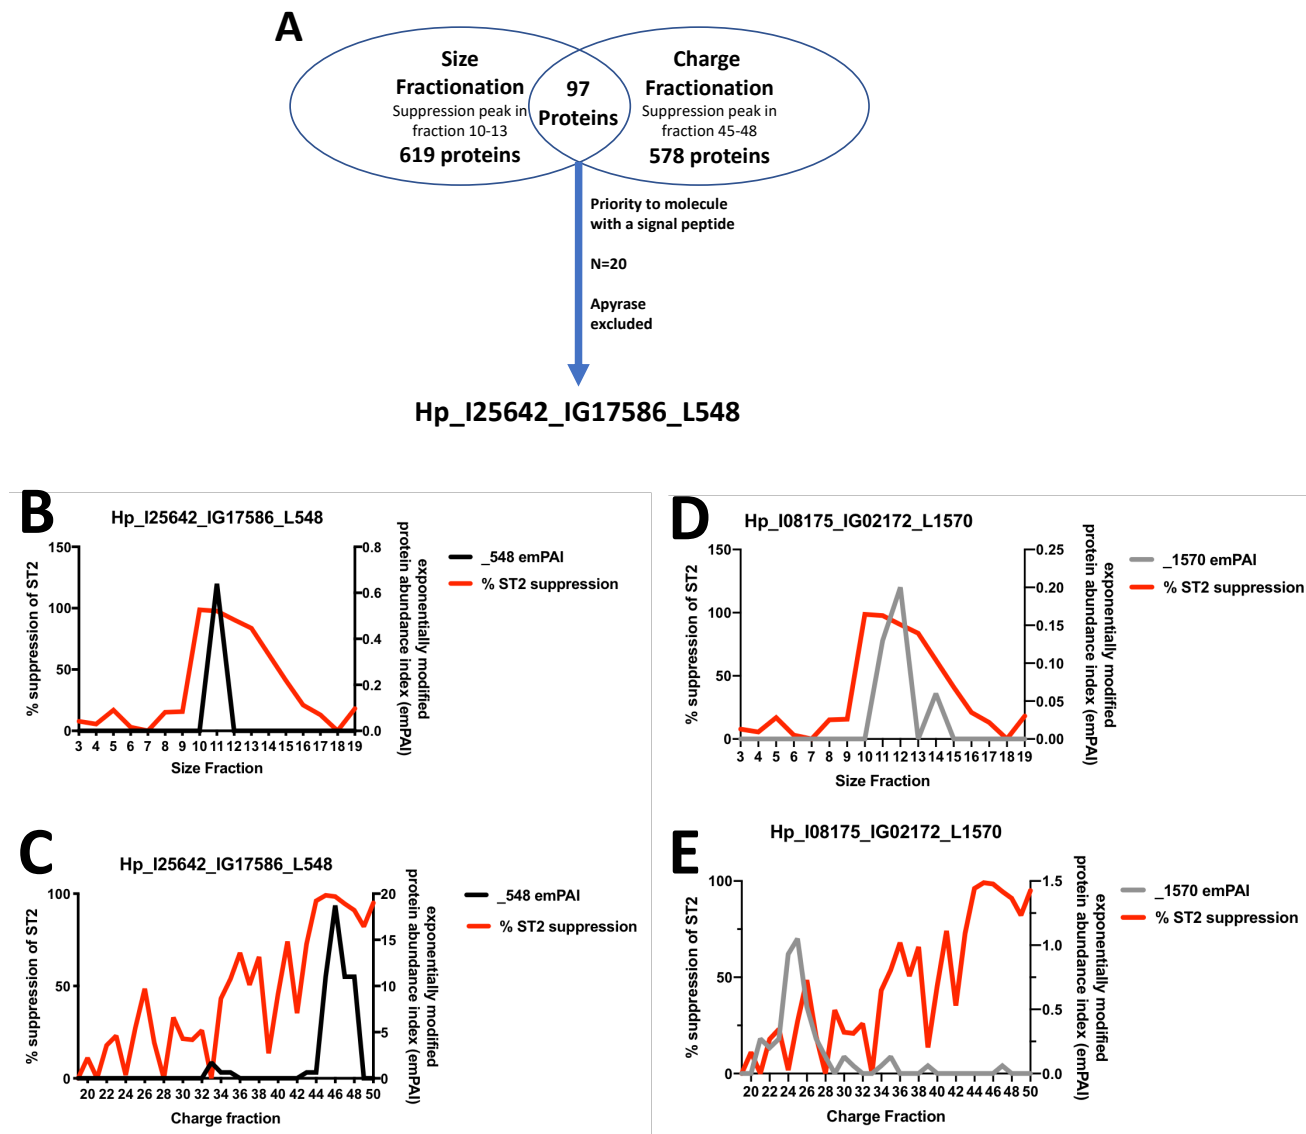 A
Size
Fractionation
Suppression peak in
fraction 10-13
619 proteins
97
Proteins
Charge
Fractionation
Suppression peak in
fraction 45-48
578 proteins
Priority to molecule
with a signal peptide
N=20
Apyrase
excluded
Hp_I25642_IG17586_L548
B
Hp_I25642_IG17586_L548
% suppression of ST2
150
100
50
0
3 4 5 6 7 8 9 10 11 12 13 14 15 16 17 18 19
Size Fraction
0.8
0.6
0.4
0.2
0.0
exponentially modified
protein abundance index (emPAI)
_548 emPAI
% ST2 suppression
D
Hp_I08175_IG02172_L1570
% suppression of ST2
150
100
50
0
3 4 5 6 7 8 9 10 11 12 13 14 15 16 17 18 19
Size Fraction
-0.25
-0.20
-0.15
-0.10
-0.05
0.00
exponentially modified
protein abundance index (emPAI)
_1570 emPAI
% ST2 suppression
C
Hp_I25642_IG17586_L548
% suppression of ST2
100
50
0
20 22 24 26 28 30 32 34 36 38 40 42 44 46 48 50
Charge fraction
20
15
10
5
0
exponentially modified
protein abundance index (emPAI)
_548 emPAI
% ST2 suppression
E
Hp_I08175_IG02172_L1570
% suppression of ST2
100
50
0
20 22 24 26 28 30 32 34 36 38 40 42 44 46 48 50
Charge Fraction
1.5
1.0
0.5
0.0
exponentially modified
protein abundance index (emPAI)
_1570 emPAI
% ST2 suppression